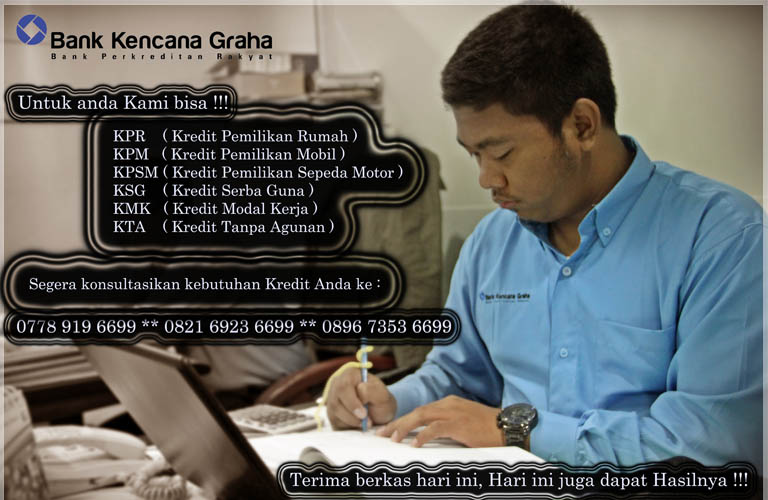 Bank Kencana Graha
Bank Perkreditan Rakyat
Untuk anda Kami bisa !!!
KPR ( Kredit Pemilikan Rumah )
KPM ( Kredit Pemilikan Mobil )
KPSM ( Kredit Pemilikan Sepeda Motor )
KSG ( Kredit Serba Guna )
KMK ( Kredit Modal Kerja )
KTA ( Kredit Tanpa Agunan )
Segera konsultasikan kebutuhan Kredit Anda ke :
Bank Kencana Graha
0778 919 6699 ** 0821 6923 6699 ** 0896 7353 6699
Terima berkas hari ini, Hari ini juga dapat Hasilnya !!!